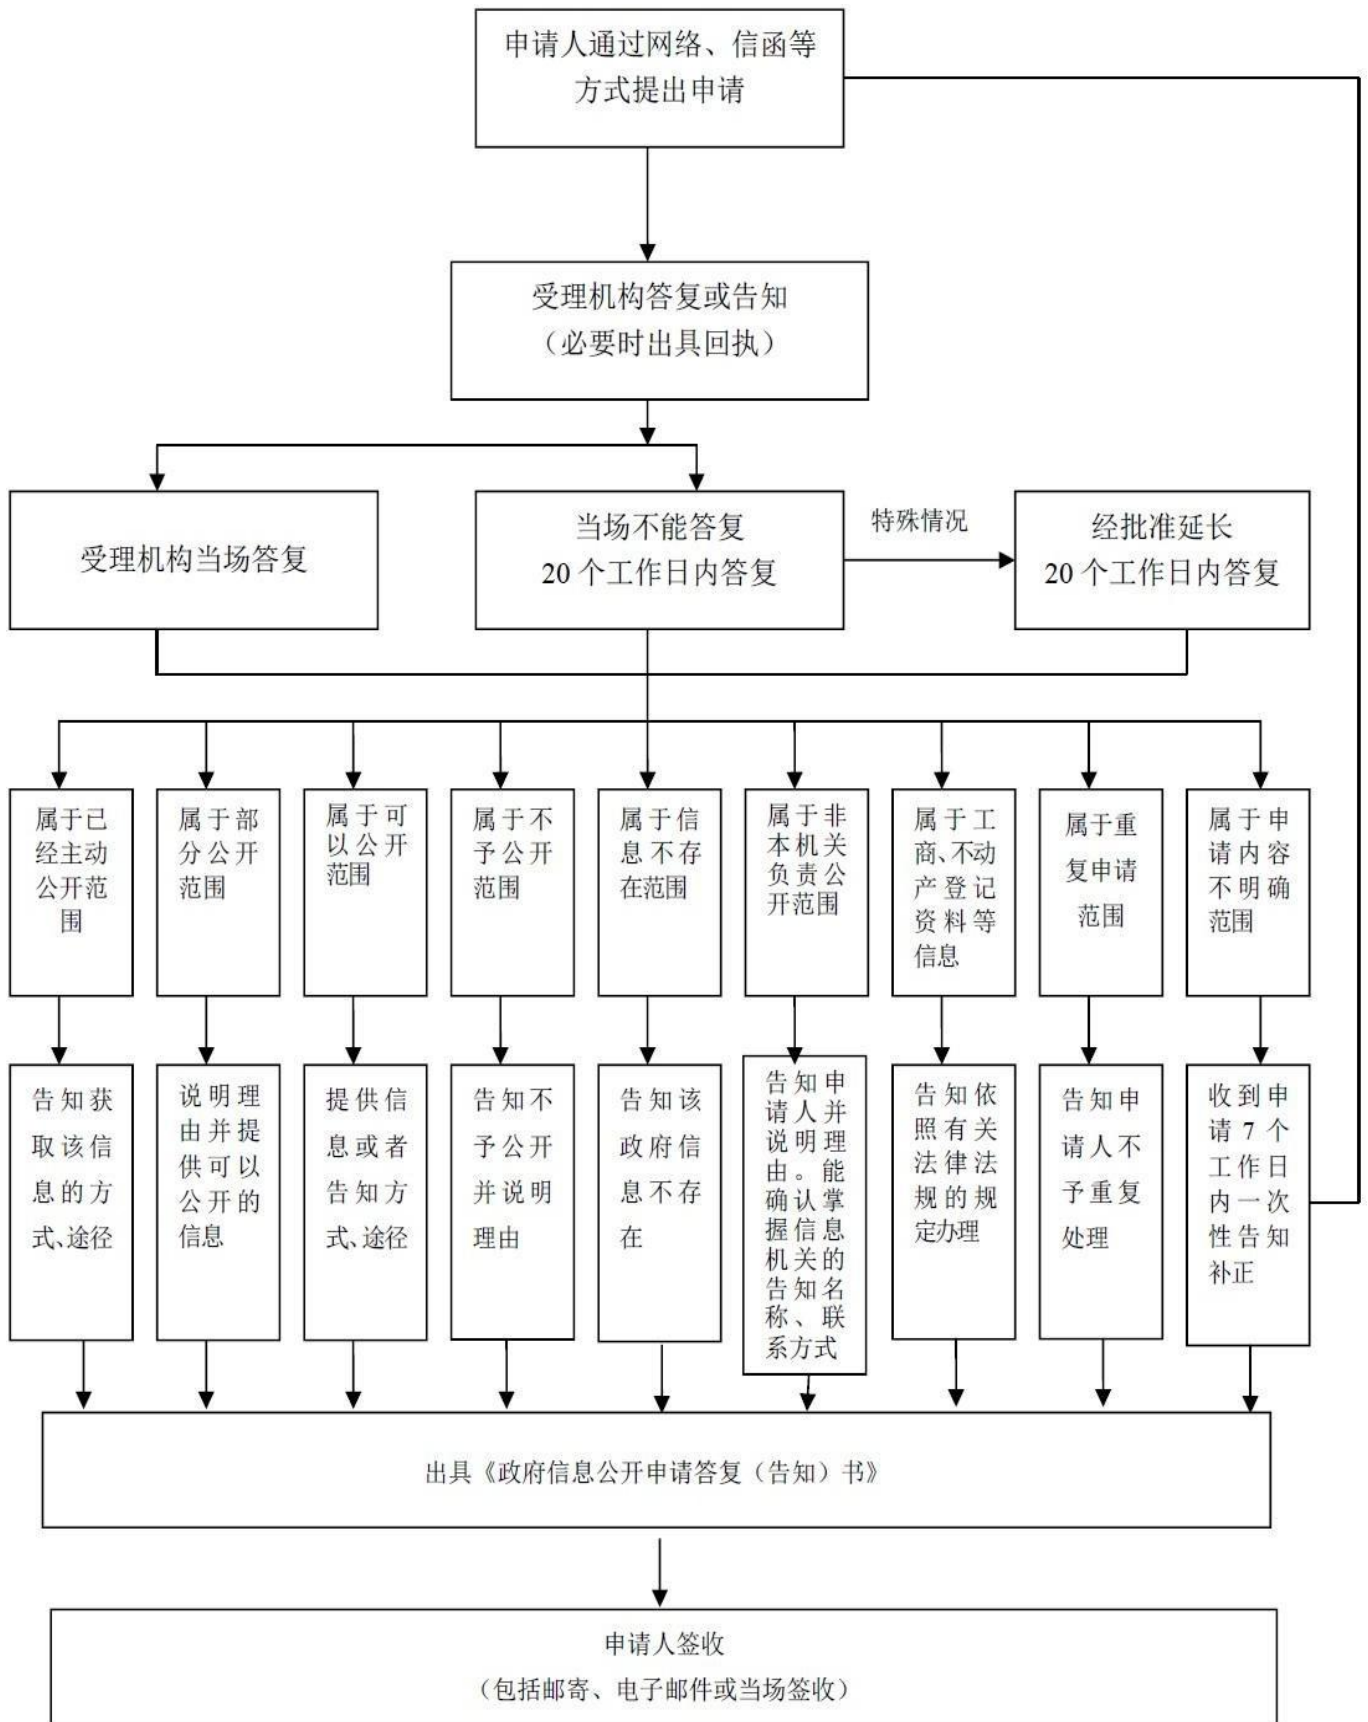 申请人通过网络、信函等
方式提出申请
受理机构答复或告知
（必要时出具回执）
受理机构当场答复
当场不能答复
20 个工作日内答复
特殊情况
经批准延长
20 个工作日内答复
属于已
经主动
公开范
围
属于部
分公开
范围
属于可
以公开
范围
属于不
予公开
范围
属于信
息不存
在范围
属于非
本机关
负责公
开范围
属于工
商、不动
产登记
资料等
信息
属于重
复申请
范围
属于申
请内容
不明确
范围
告知获
取该信
息的方
式、途径
说明理
由并提
供可以
公开的
信息
提供信
息或者
告知方
式、途径
告知不
予公开
并说明
理由
告知该
政府信
息不存
在
告知申
请人并
说明理
由。能
确认掌
握信息
机关的
告知名
称、联
系方式
告知依
照有关
法律法
规的规
定办理
告知申
请人不
予重复
处理
收到申
请 7 个
工作日
内一次
性告知
补正
出具《政府信息公开申请答复（告知）书》
申请人签收
（包括邮寄、电子邮件或当场签收）